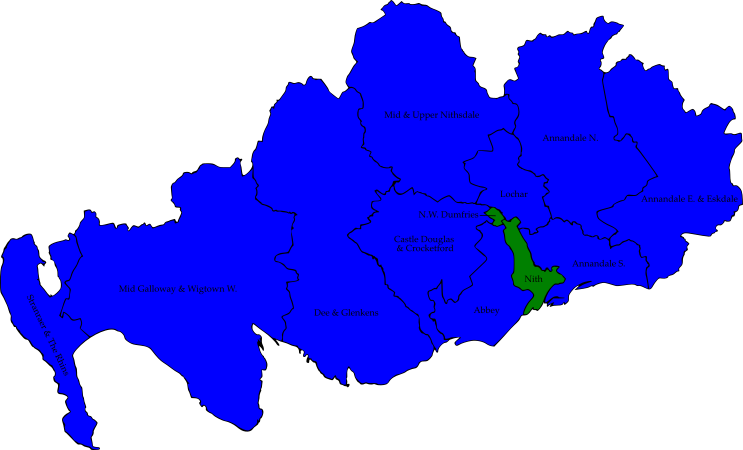 Mid & Upper Nithsdale
Annandale N.
Lochar
Annandale E. & Eskdale
N.W. Dumfries
Castle Douglas
& Crocketford
Annandale S.
Nith
Mid Galloway & Wigtown W.
Dee & Glenkens
Abbey
Stranraer & The Rhins